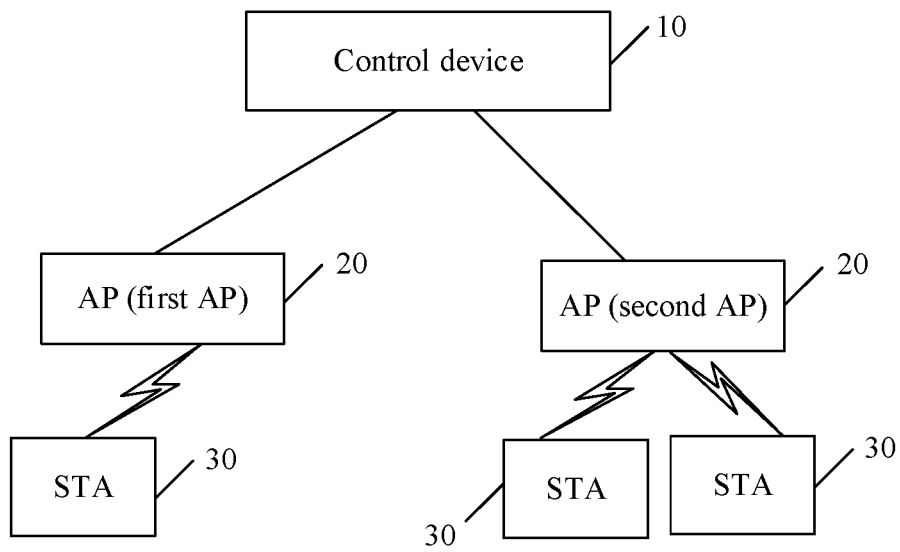 10
Control device
20
AP (first AP)
20
AP (second AP)
30
STA
STA
30
STA
30